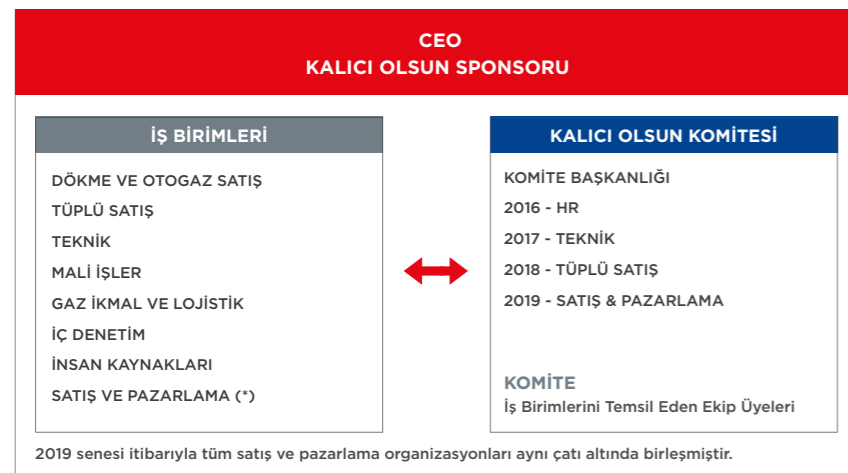 CEO
KALICI OLSUN SPONSORU
İŞ BİRİMLERİ
DÖKME VE OTOGAZ SATIŞ
TÜPLÜ SATIŞ
TEKNİK
MALİ İŞLER
GAZ İKMAL VE LOJİSTİK
İÇ DENETİM
İNSAN KAYNAKLARI
SATIŞ VE PAZARLAMA (*)
KALICI OLSUN KOMİTESİ
KOMİTE BAŞKANLIĞI
2016 - HR
2017 - TEKNİK
2018 - TÜPLÜ SATIŞ
2019 - SATIŞ & PAZARLAMA
KOMİTE
İş Birimlerini Temsil Eden Ekip Üyeleri
2019 senesi itibarıyla tüm satış ve pazarlama organizasyonları aynı çatı altında birleşmiştir.